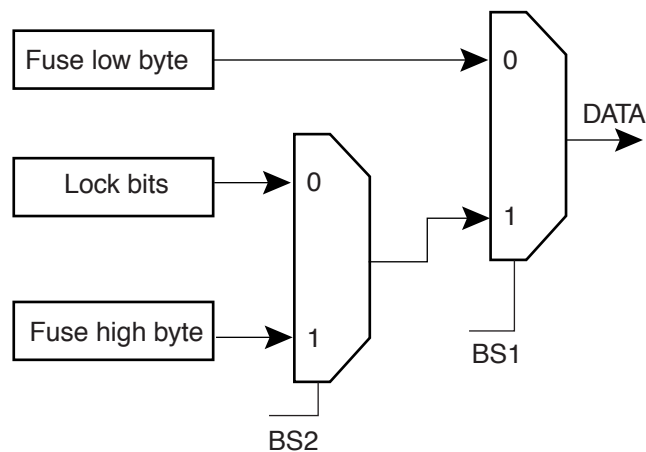 Fuse low byte
0
DATA
Lock bits
0
1
Fuse high byte
1
BS1
BS2